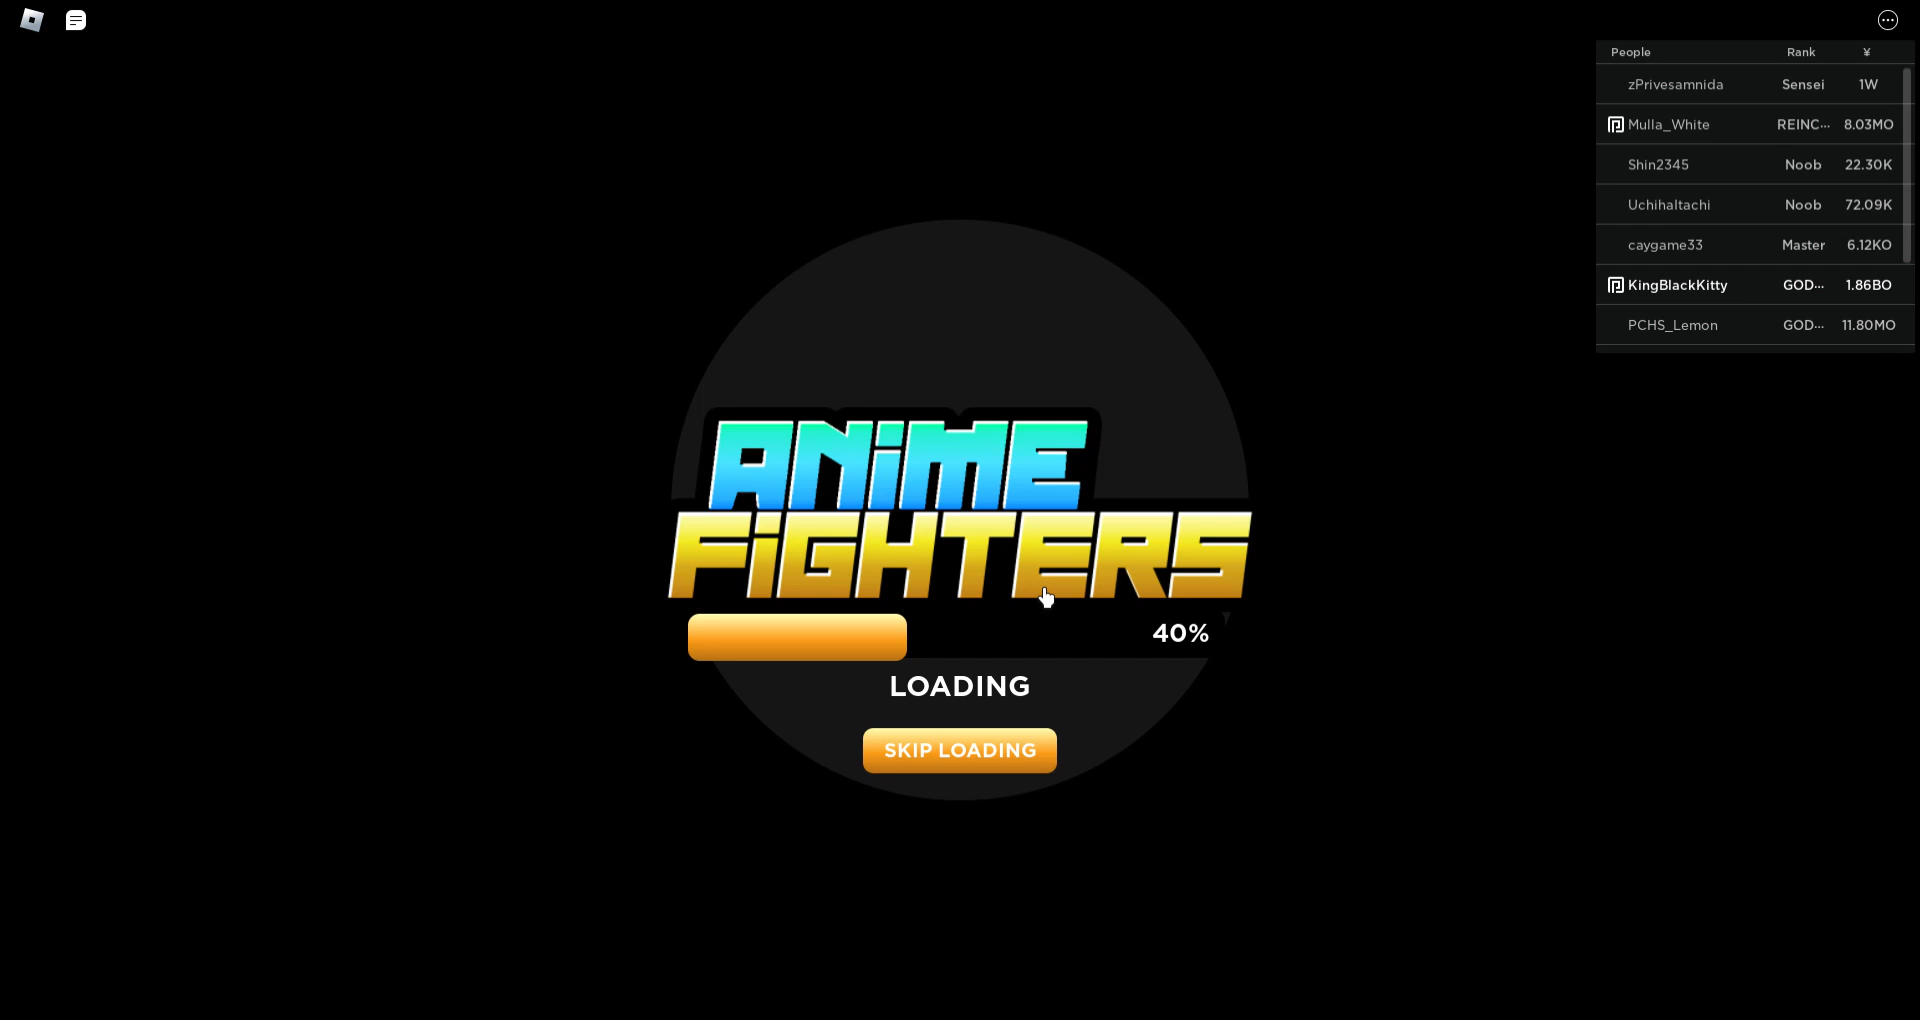 People Rank ¥
zPrivesamnida Sensei 1W
Mulla_White REINC... 8.03MO
Shin2345 Noob 22.30K
UchihaItachi Noob 72.09K
caygame33 Master 6.12KO
KingBlackKitty GOD... 1.86BO
PCHS_Lemon GOD... 11.80MO
ANiME
FiGHTERS
40%
LOADING
SKIP LOADING